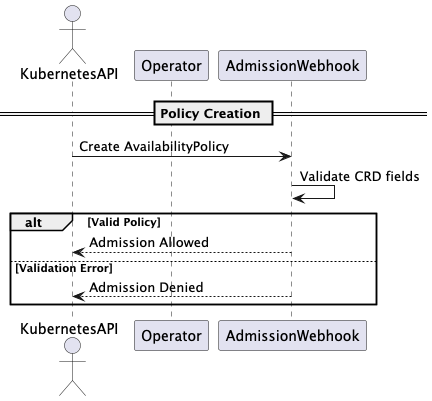 KubernetesAPI
Operator
AdmissionWebhook
Policy Creation
Create AvailabilityPolicy
Validate CRD fields
alt
[Valid Policy]
Admission Allowed
[Validation Error]
Admission Denied
KubernetesAPI
Operator
AdmissionWebhook